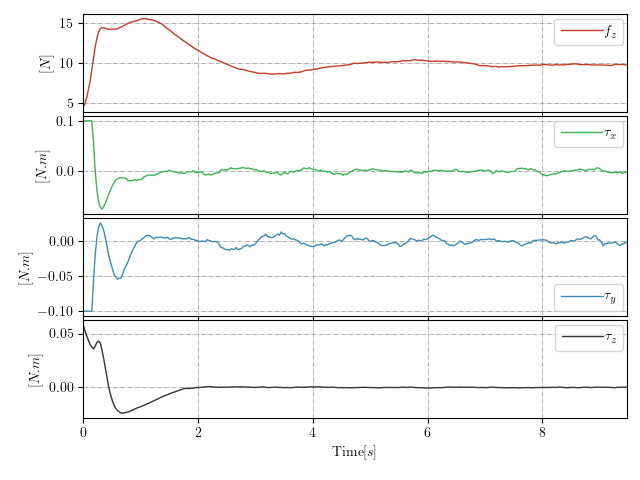 15
10
5
[N]
f_z
0.1
0.0
[N.m]
τ_x
0.00
−0.05
−0.10
[N.m]
τ_y
0.05
0.00
[N.m]
τ_z
0 2 4 6 8
Time[s]